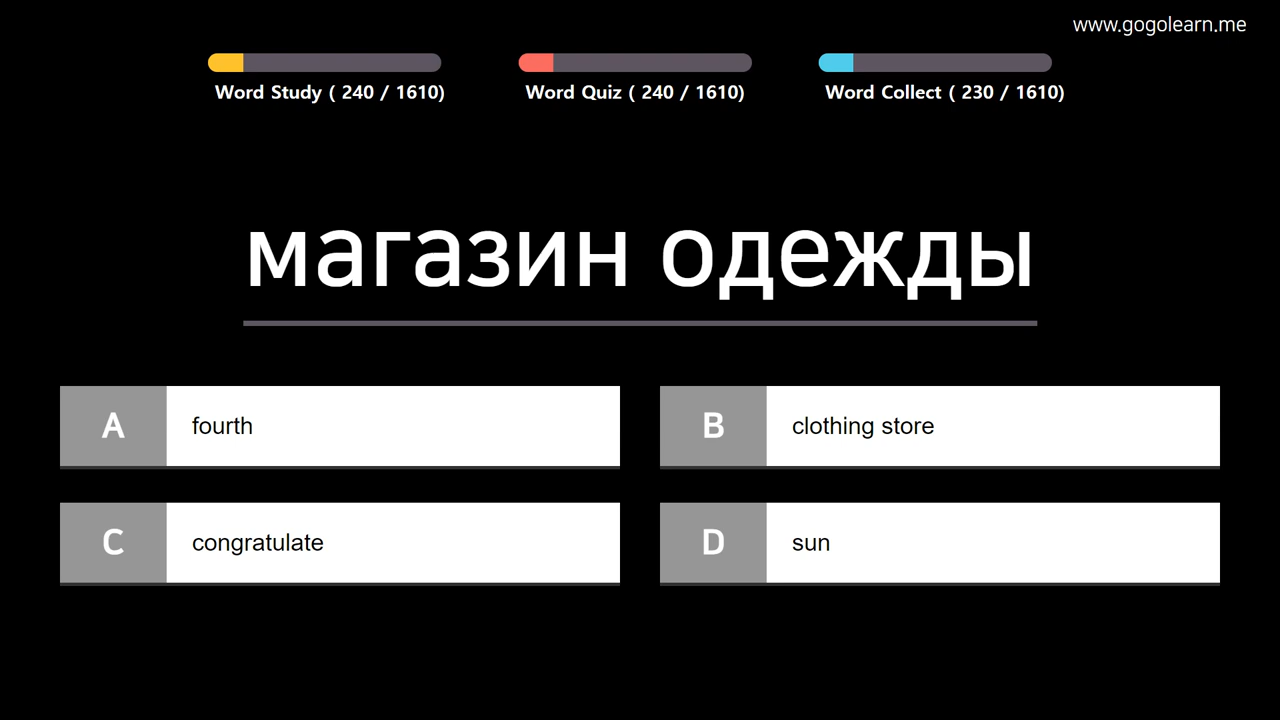 www.gogolearn.me
Word Study ( 240 / 1610)
Word Quiz ( 240 / 1610)
Word Collect ( 230 / 1610)
магазин одежды
A fourth
B clothing store
C congratulate
D sun